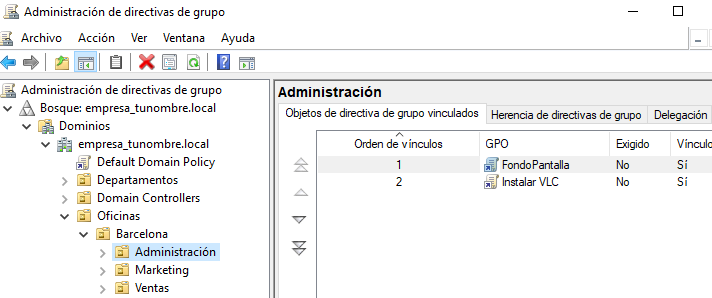 Administración de directivas de grupo
Archivo Acción Ver Ventana Ayuda
Administración de directivas de grupo
Bosque: empresa_tunombre.local
Dominios
empresa_tunombre.local
Default Domain Policy
Departamentos
Domain Controllers
Oficinas
Barcelona
Administración
Marketing
Ventas
Administración
Objetos de directiva de grupo vinculados Herencia de directivas de grupo Delegación
Orden de vínculos GPO Exigido Víncul
1 FondoPantalla No Sí
2 Instalar VLC No Sí